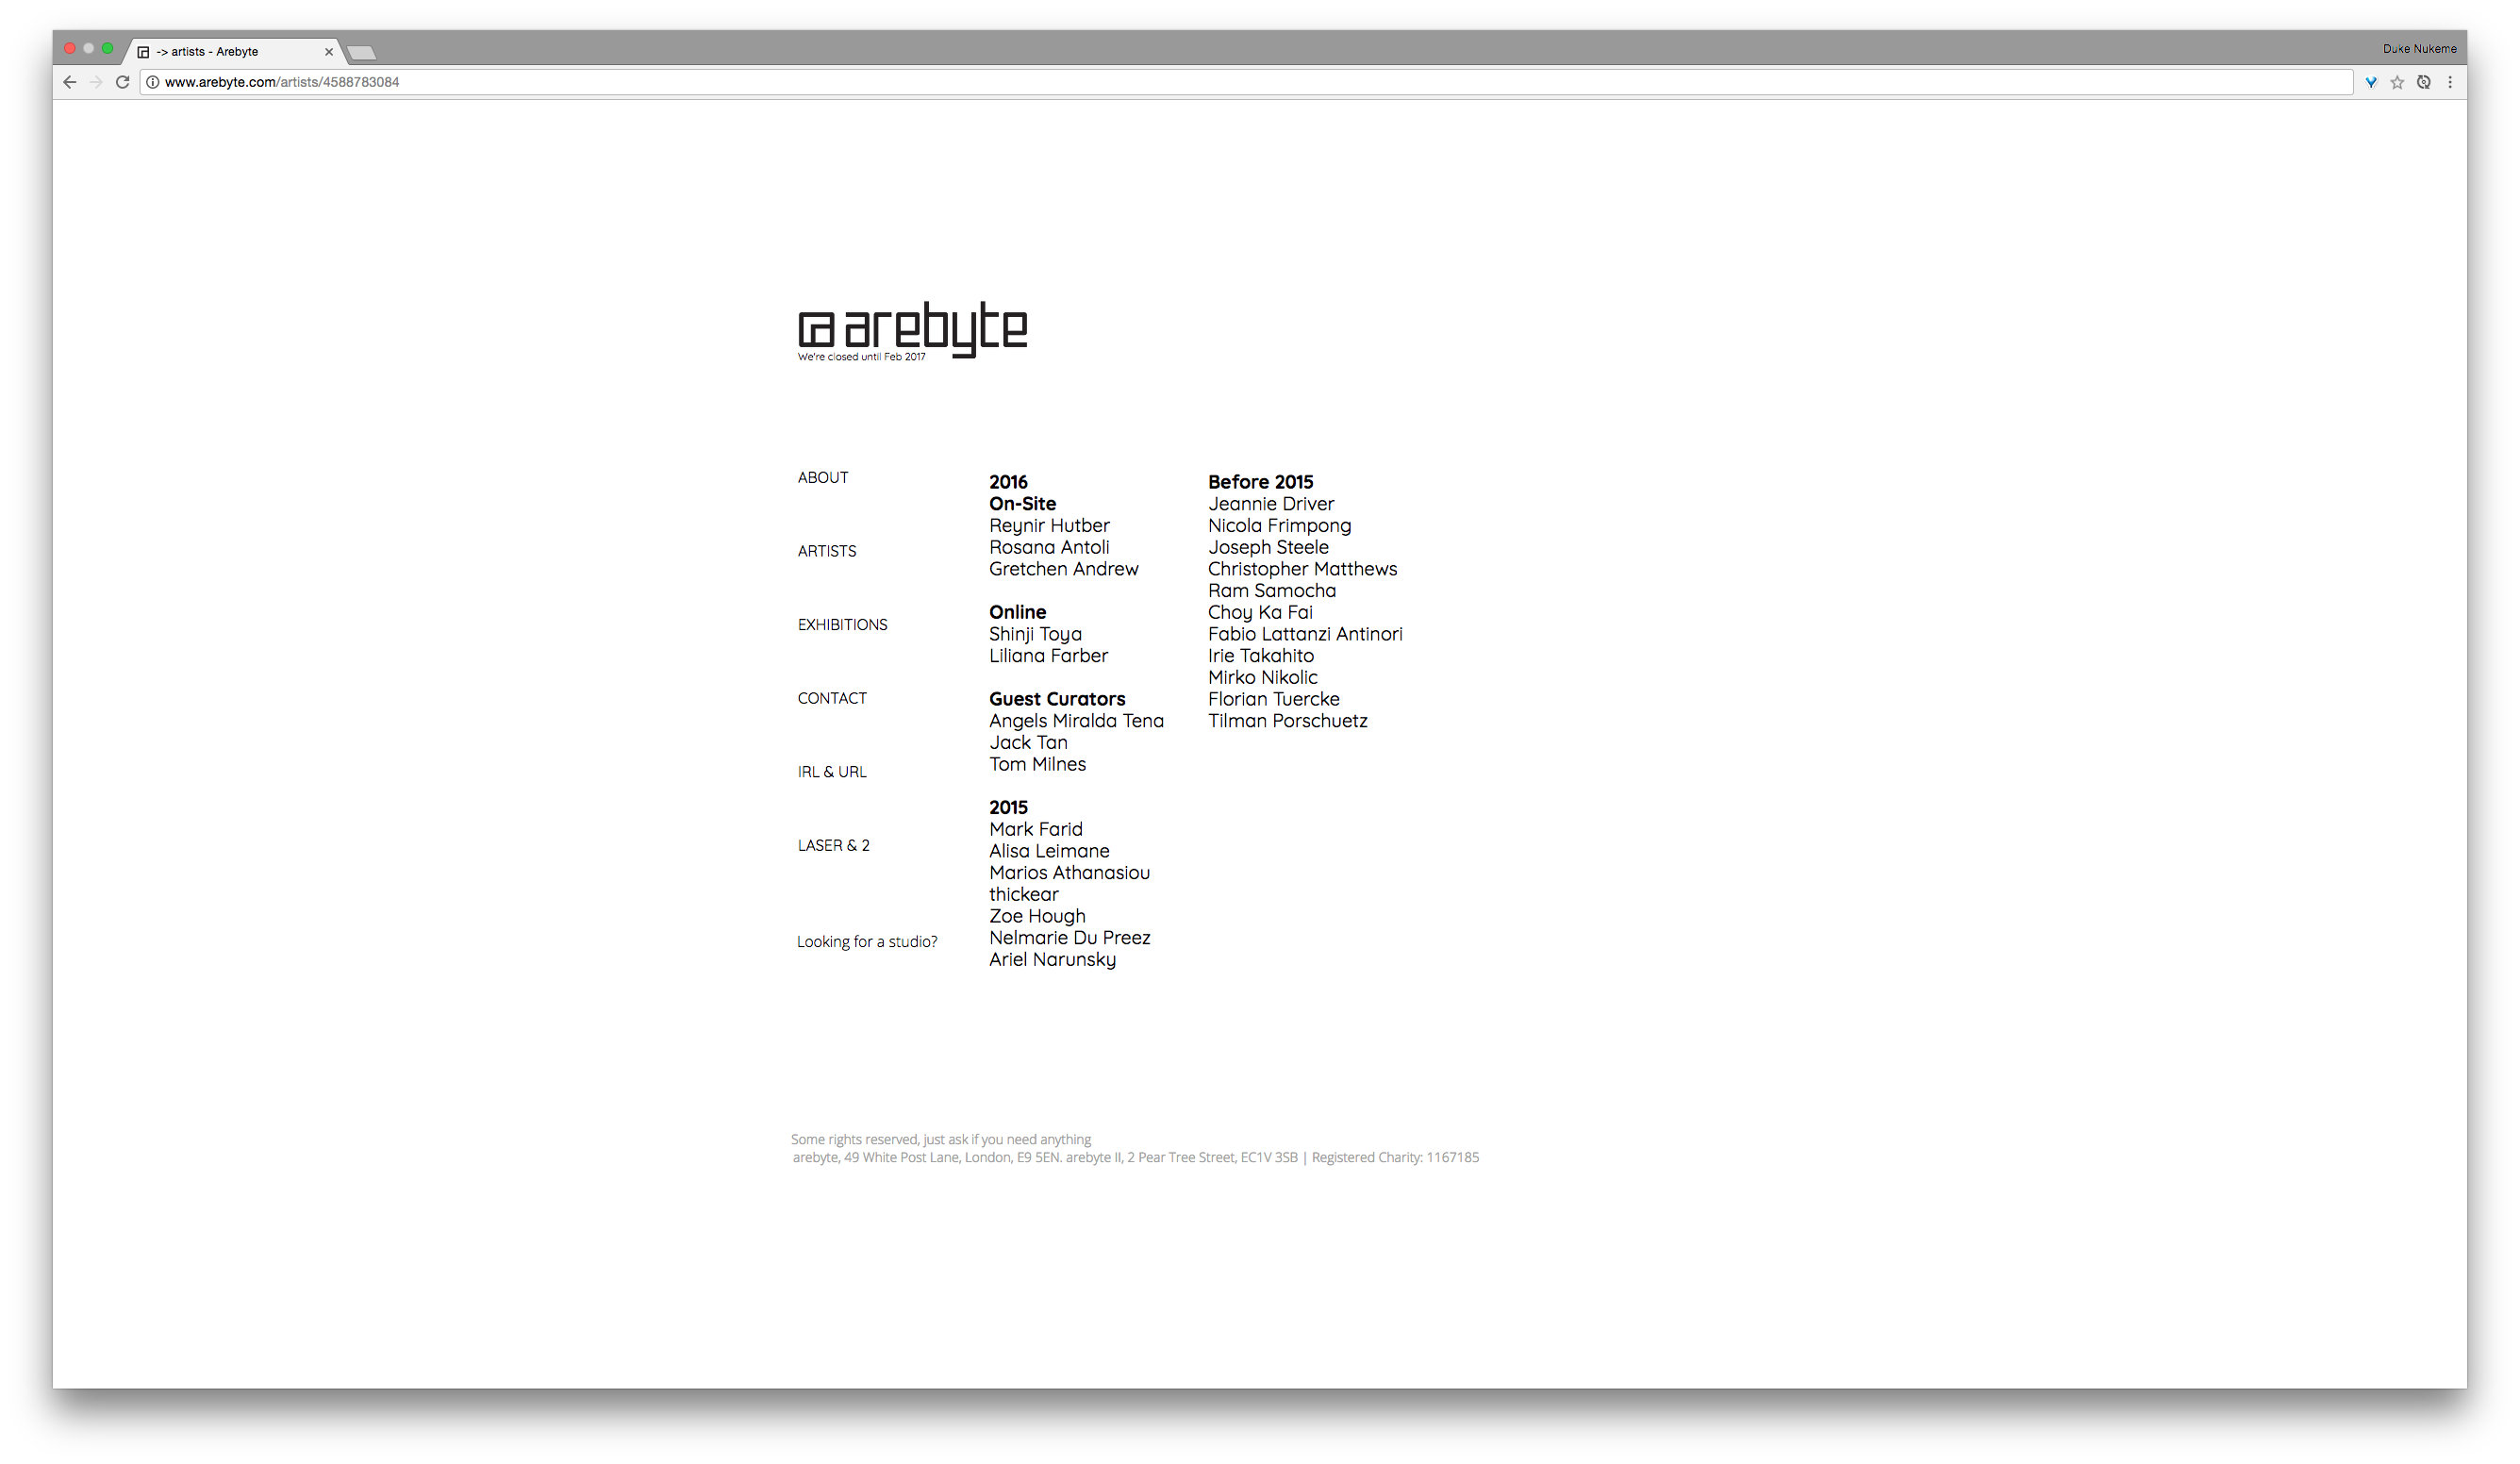 -> artists - Arebyte
Duke Nukeme
www.arebyte.com/artists/4588783084
arebyte
We're closed until Feb 2017
ABOUT
ARTISTS
EXHIBITIONS
CONTACT
IRL & URL
LASER & 2
Looking for a studio?
2016
On-Site
Reynir Hutber
Rosana Antoli
Gretchen Andrew
Online
Shinji Toya
Liliana Farber
Guest Curators
Angels Miralda Tena
Jack Tan
Tom Milnes
2015
Mark Farid
Alisa Leimane
Marios Athanasiou
thickear
Zoe Hough
Nelmarie Du Preez
Ariel Narunsky
Before 2015
Jeannie Driver
Nicola Frimpong
Joseph Steele
Christopher Matthews
Ram Samocha
Choy Ka Fai
Fabio Lattanzi Antinori
Irie Takahito
Mirko Nikolic
Florian Tuercke
Tilman Porschuetz
Some rights reserved, just ask if you need anything
arebyte, 49 White Post Lane, London, E9 5EN. arebyte II, 2 Pear Tree Street, EC1V 3SB | Registered Charity: 1167185